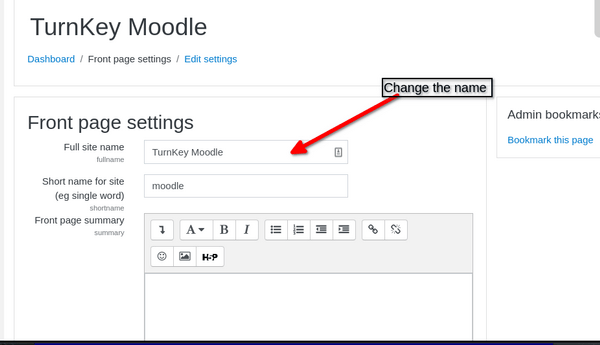 TurnKey Moodle
Dashboard / Front page settings / Edit settings
Change the name
Front page settings
Full site name
fullname
TurnKey Moodle
Short name for site
(eg single word)
shortname
moodle
Front page summary
summary
A B I
H-P
Admin bookmarks
Bookmark this page